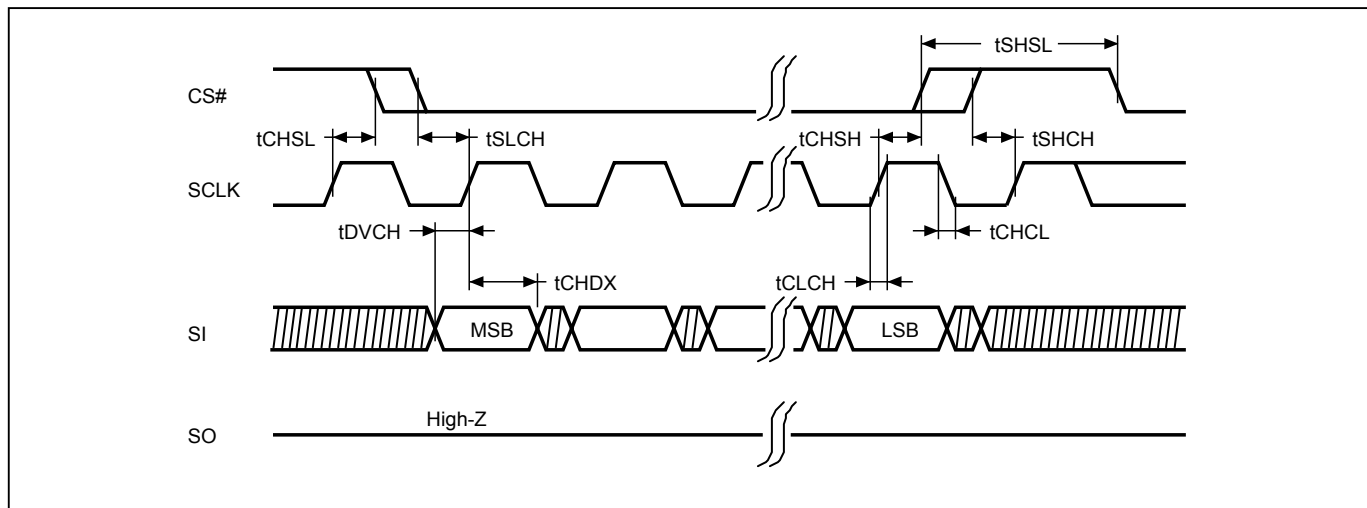 tSHSL
CS#
tCHSL
tSLCH
tCHSH
tSHCH
SCLK
tDVCH
tCHCL
tCHDX
tCLCH
SI
MSB
LSB
High-Z
SO